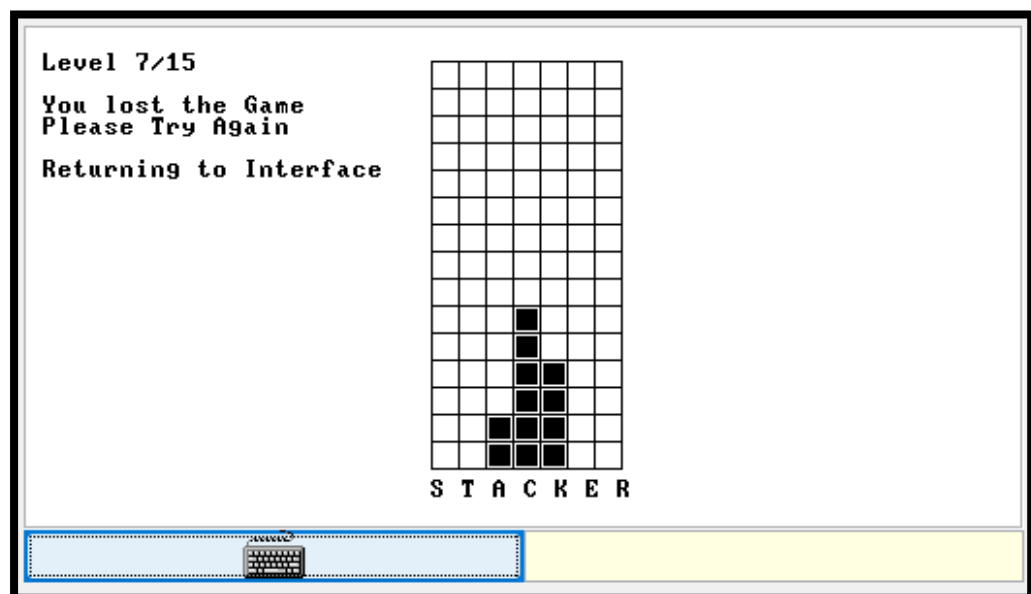 Level 7/15
You lost the Game
Please Try Again
Returning to Interface
S T A C K E R